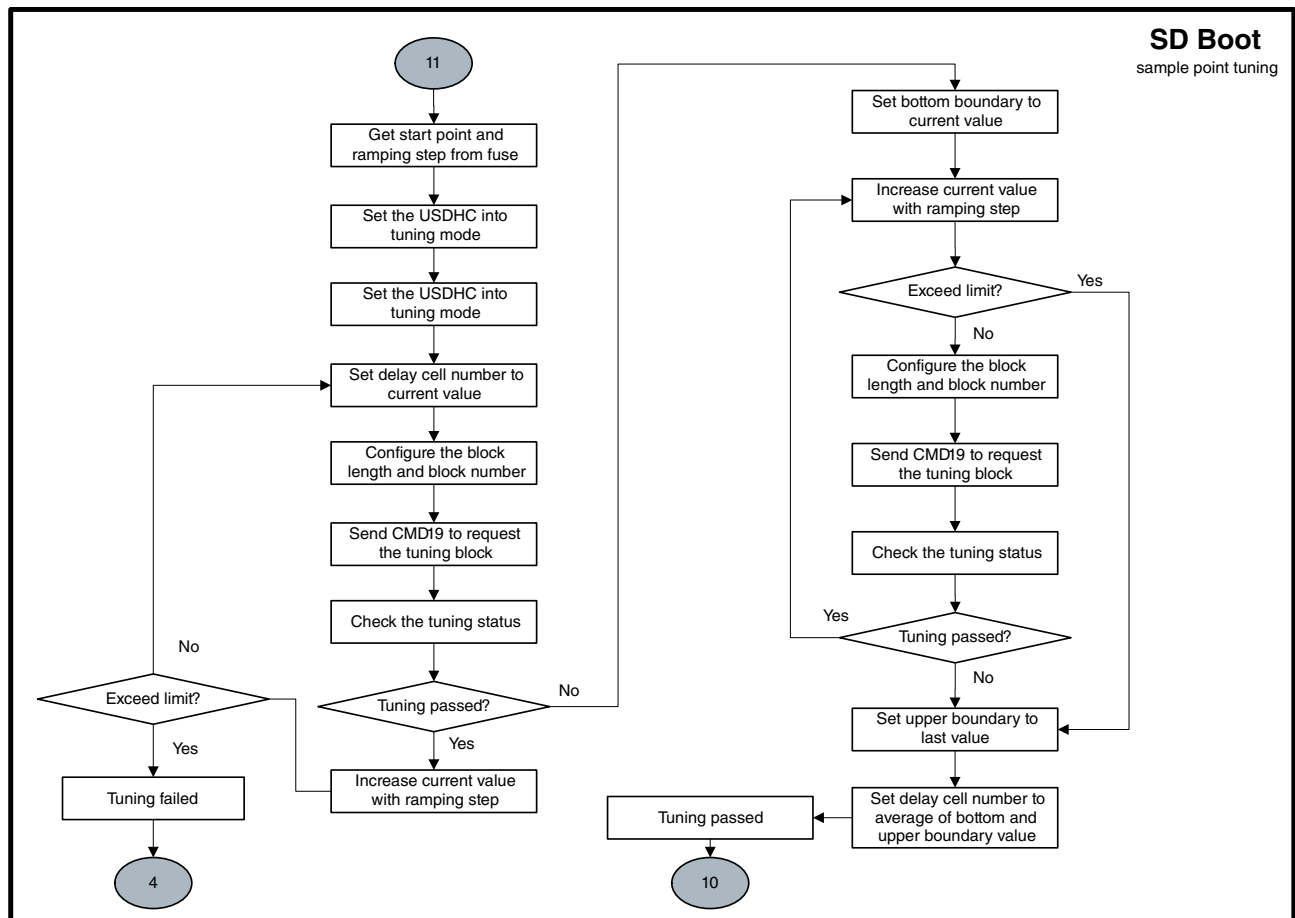 SD Boot
sample point tuning
11
Get start point and
ramping step from fuse
Set the USDHC into
tuning mode
Set the USDHC into
tuning mode
Set delay cell number to
current value
Configure the block
length and block number
Send CMD19 to request
the tuning block
Check the tuning status
Tuning passed?
No
Yes
Increase current value
with ramping step
Exceed limit?
No
Yes
Tuning failed
4
Set bottom boundary to
current value
Increase current value
with ramping step
Exceed limit?
Yes
No
Configure the block
length and block number
Send CMD19 to request
the tuning block
Check the tuning status
Tuning passed?
Yes
No
Set upper boundary to
last value
Set delay cell number to
average of bottom and
upper boundary value
Tuning passed
10